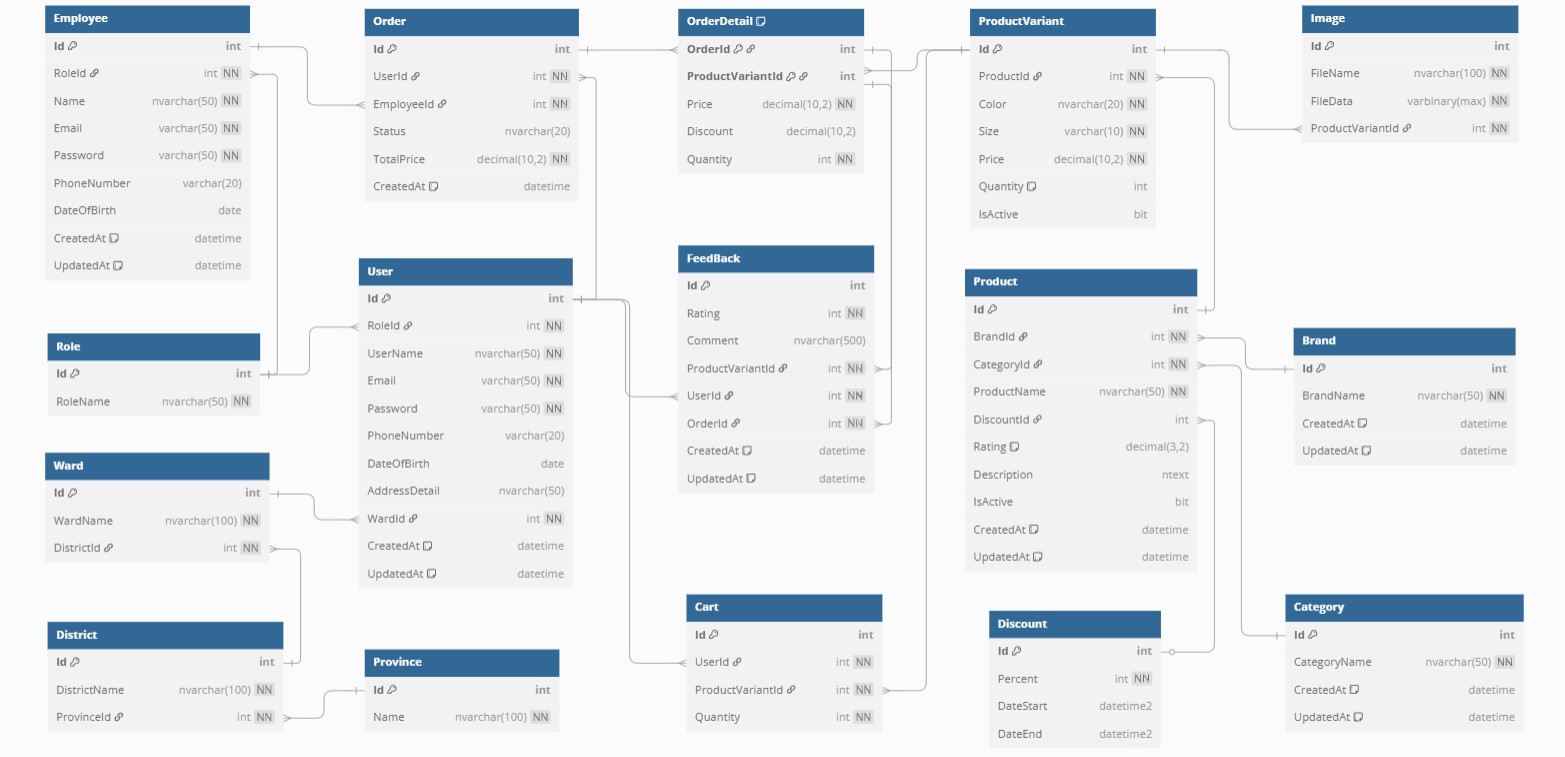 Employee
Id int
RoleId int NN
Name nvarchar(50) NN
Email varchar(50) NN
Password varchar(50) NN
PhoneNumber varchar(20)
DateOfBirth date
CreatedAt datetime
UpdatedAt datetime
Order
Id int
UserId int NN
EmployeeId int NN
Status nvarchar(20)
TotalPrice decimal(10,2) NN
CreatedAt datetime
OrderDetail
OrderId int
ProductVariantId int
Price decimal(10,2) NN
Discount decimal(10,2)
Quantity int NN
ProductVariant
Id int
ProductId int NN
Color nvarchar(20) NN
Size varchar(10) NN
Price decimal(10,2) NN
Quantity int
IsActive bit
Image
Id int
FileName nvarchar(100) NN
FileData varbinary(max) NN
ProductVariantId int NN
Role
Id int
RoleName nvarchar(50) NN
User
Id int
RoleId int NN
UserName nvarchar(50) NN
Email varchar(50) NN
Password varchar(50) NN
PhoneNumber varchar(20)
DateOfBirth date
AddressDetail nvarchar(50)
WardId int NN
CreatedAt datetime
UpdatedAt datetime
FeedBack
Id int
Rating int NN
Comment nvarchar(500)
ProductVariantId int NN
UserId int NN
OrderId int NN
CreatedAt datetime
UpdatedAt datetime
Product
Id int
BrandId int NN
CategoryId int NN
ProductName nvarchar(50) NN
DiscountId int
Rating decimal(3,2)
Description ntext
IsActive bit
CreatedAt datetime
UpdatedAt datetime
Brand
Id int
BrandName nvarchar(50) NN
CreatedAt datetime
UpdatedAt datetime
Ward
Id int
WardName nvarchar(100) NN
DistrictId int NN
District
Id int
DistrictName nvarchar(100) NN
ProvinceId int NN
Province
Id int
Name nvarchar(100) NN
Cart
Id int
UserId int NN
ProductVariantId int NN
Quantity int NN
Discount
Id int
Percent int NN
DateStart datetime2
DateEnd datetime2
Category
Id int
CategoryName nvarchar(50) NN
CreatedAt datetime
UpdatedAt datetime